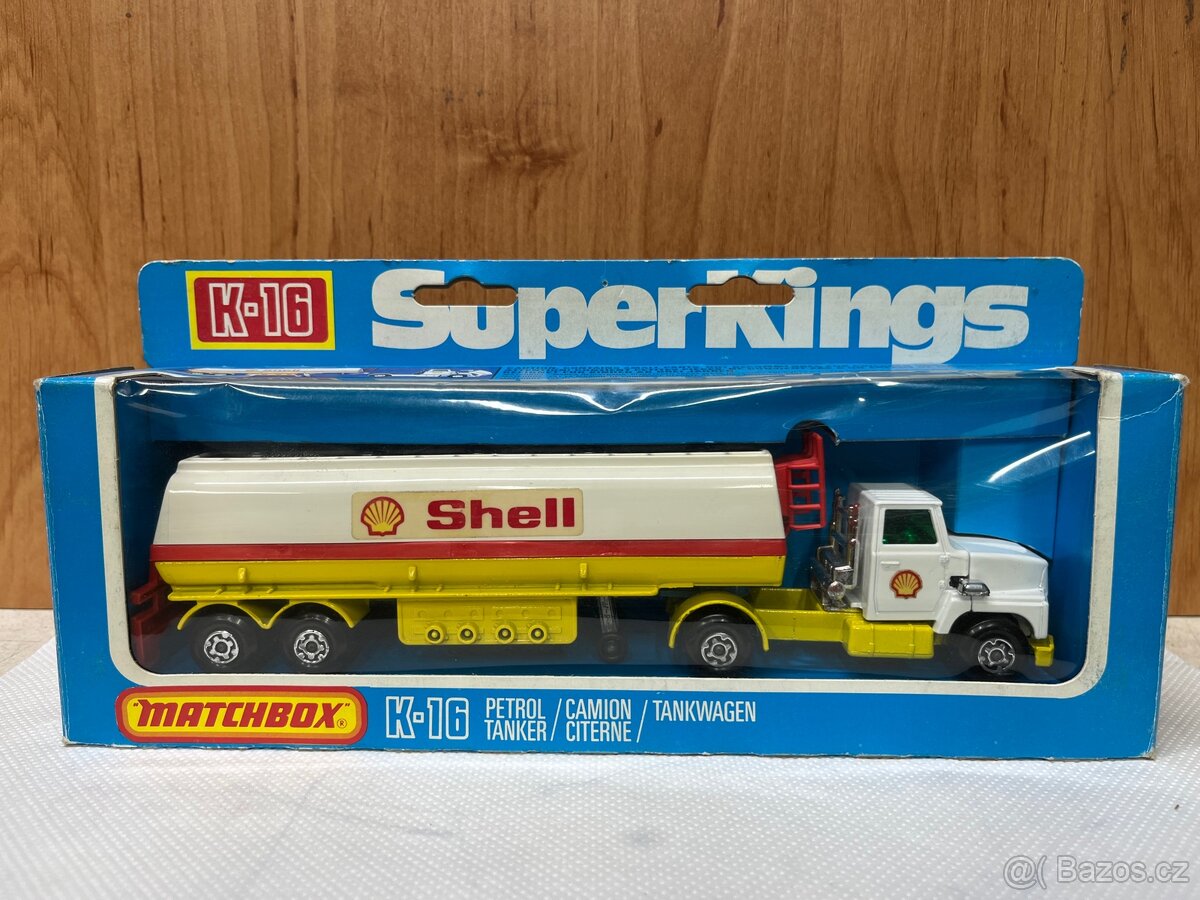 K-16 SuperKings
Shell
"MATCHBOX"® K-16 PETROL TANKER / CAMION CITERNE / TANKWAGEN
@( Bazos.cz